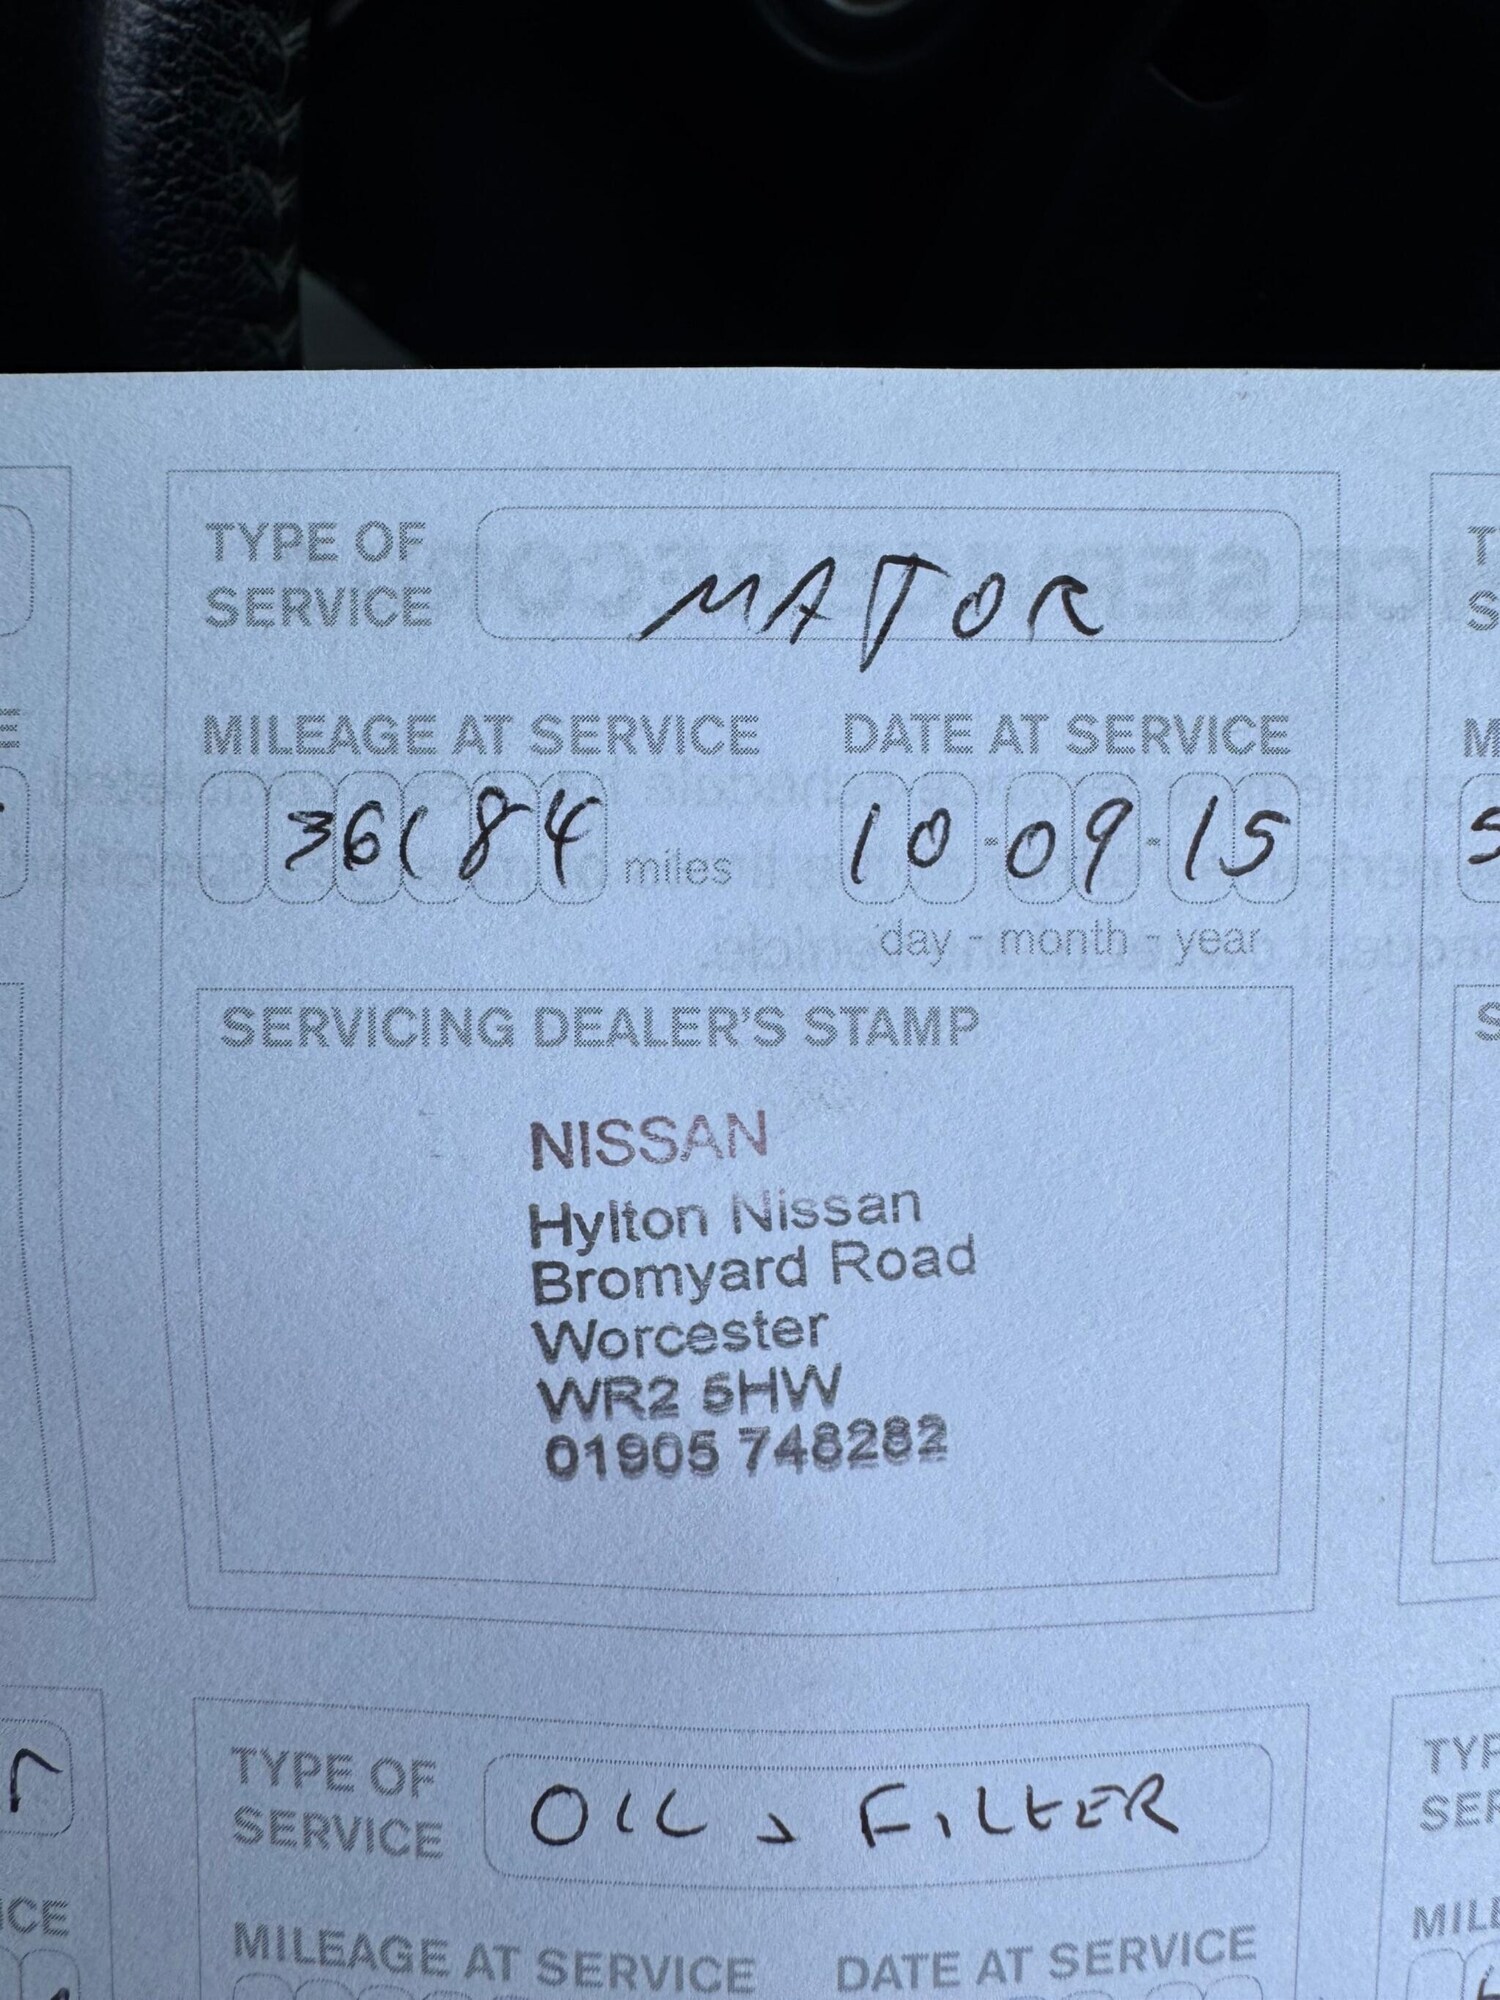 TYPE OF
SERVICE
MAJOR
MILEAGE AT SERVICE
DATE AT SERVICE
36184 miles
10-09-15
day - month - year
SERVICING DEALER'S STAMP
NISSAN
Hylton Nissan
Bromyard Road
Worcester
WR2 5HW
01905 748282
TYPE OF
SERVICE
OIL & FILTER
MILEAGE AT SERVICE
DATE AT SERVICE